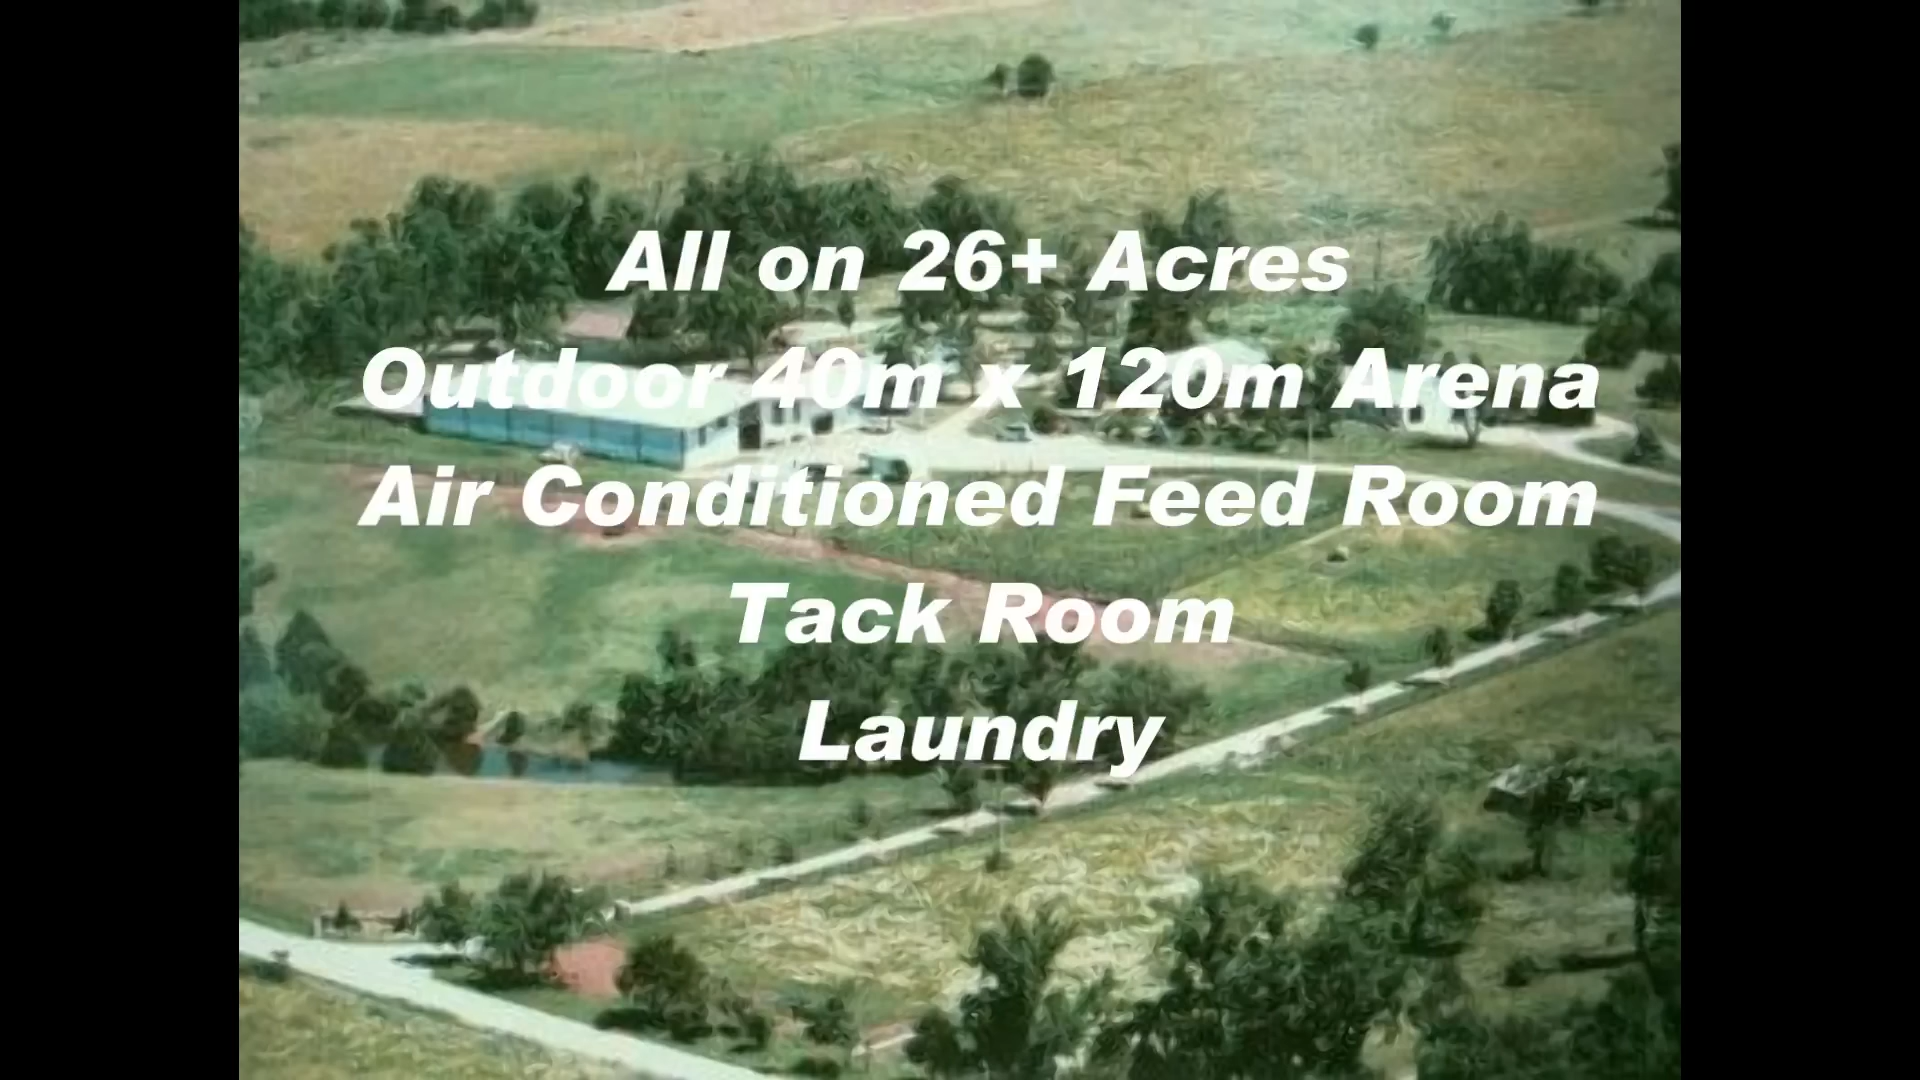 All on 26+ Acres
Outdoor 40m x 120m Arena
Air Conditioned Feed Room
Tack Room
Laundry